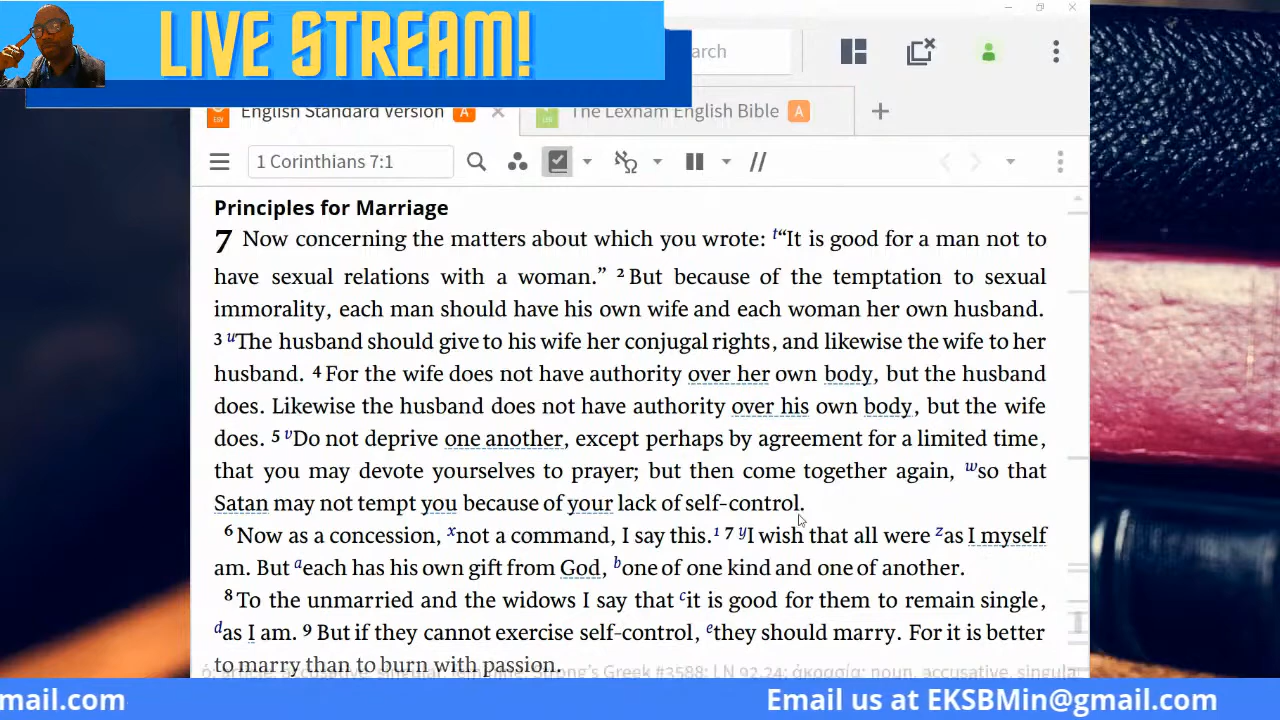 LIVE STREAM!
arch
English Standard Version A
The Lexham English Bible A
1 Corinthians 7:1
Principles for Marriage
7 Now concerning the matters about which you wrote: t“It is good for a man not to
have sexual relations with a woman.” 2 But because of the temptation to sexual
immorality, each man should have his own wife and each woman her own husband.
3 uThe husband should give to his wife her conjugal rights, and likewise the wife to her
husband. 4 For the wife does not have authority over her own body, but the husband
does. Likewise the husband does not have authority over his own body, but the wife
does. 5 vDo not deprive one another, except perhaps by agreement for a limited time,
that you may devote yourselves to prayer; but then come together again, wso that
Satan may not tempt you because of your lack of self-control.
6 Now as a concession, xnot a command, I say this.1 7 yI wish that all were zas I myself
am. But aeach has his own gift from God, bone of one kind and one of another.
8 To the unmarried and the widows I say that cit is good for them to remain single,
das I am. 9 But if they cannot exercise self-control, ethey should marry. For it is better
to marry than to burn with passion.
Strong’s Greek #3588; LN 92.24; ἀκρασία: noun, accusative, singula
mail.com Email us at EKSBMin@gmail.com